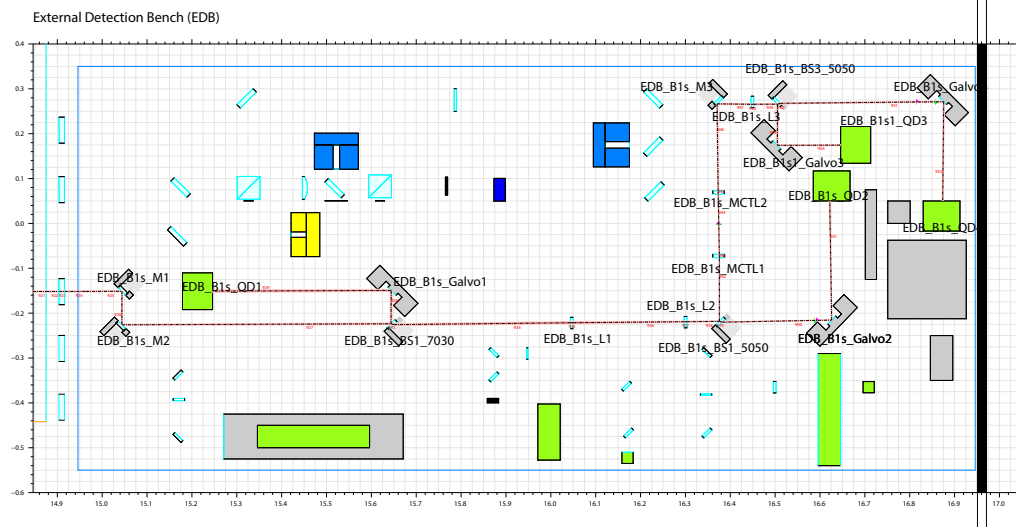 External Detection Bench (EDB)
0.4
EDB_B1s_BS3_5050
EDB_B1s_M3
EDB_B1s_Galvo
0.3
EDB_B1s_L3
EDB_B1s1_QD3
0.2
EDB_B1s1_Galvo3
0.1
EDB_B1s_QD2
EDB_B1s_MCTL2
0.0
EDB_B1s_QD
EDB_B1s_MCTL1
−0.1
EDB_B1s_M1
EDB_B1s_QD1
EDB_B1s_Galvo1
EDB_B1s_L2
−0.2
EDB_B1s_M2
EDB_B1s_BS1_7030
EDB_B1s_L1
EDB_B1s_BS1_5050
EDB_B1s_Galvo2
−0.3
−0.4
−0.5
−0.6
14.9 15.0 15.1 15.2 15.3 15.4 15.5 15.6 15.7 15.8 15.9 16.0 16.1 16.2 16.3 16.4 16.5 16.6 16.7 16.8 16.9 17.0